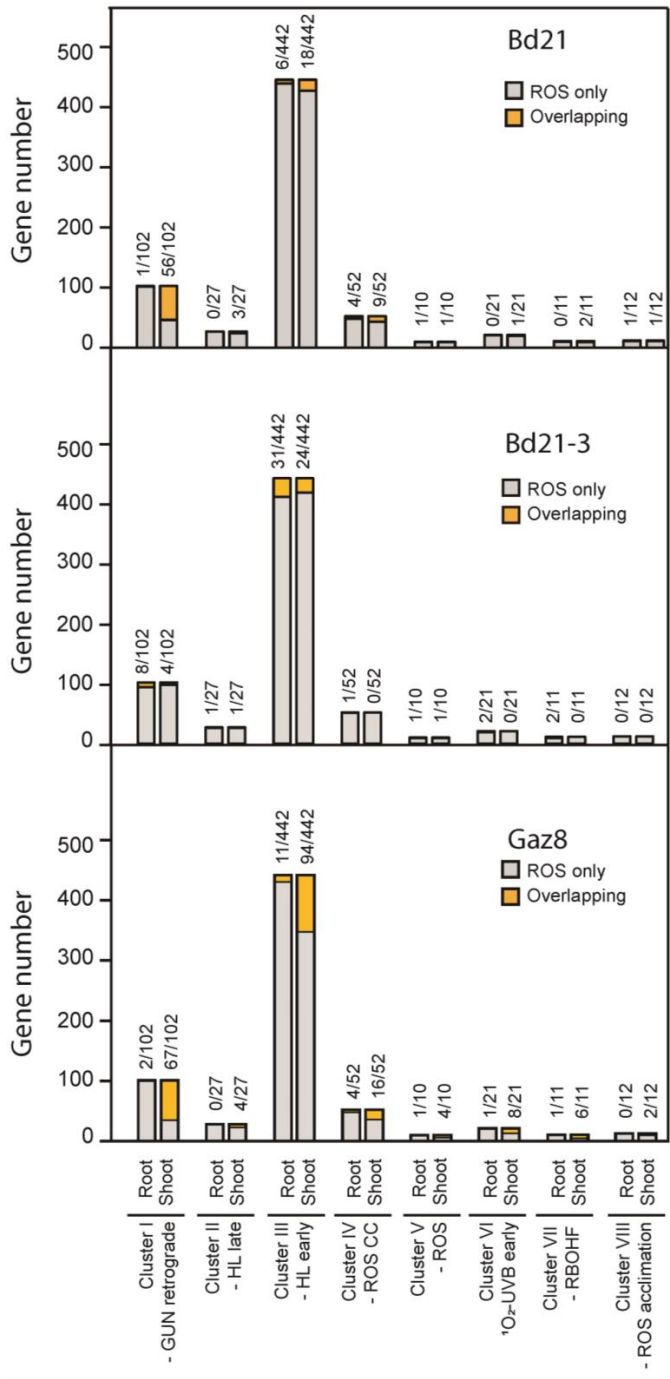 Bd21
ROS only
Overlapping
Gene number
500
400
300
200
100
0
1/102
56/102
0/27
3/27
6/442
18/442
4/52
9/52
1/10
1/10
0/21
1/21
0/11
2/11
1/12
1/12
Bd21-3
ROS only
Overlapping
Gene number
500
400
300
200
100
0
8/102
4/102
1/27
1/27
31/442
24/442
1/52
0/52
1/10
1/10
2/21
0/21
2/11
0/11
0/12
0/12
Gaz8
ROS only
Overlapping
Gene number
500
400
300
200
100
0
2/102
67/102
0/27
4/27
11/442
94/442
4/52
16/52
1/10
4/10
1/21
8/21
1/11
6/11
0/12
2/12
Root
Shoot
Root
Shoot
Root
Shoot
Root
Shoot
Root
Shoot
Root
Shoot
Root
Shoot
Root
Shoot
Cluster I
- GUN retrograde
Cluster II
- HL late
Cluster III
- HL early
Cluster IV
- ROS CC
Cluster V
- ROS
Cluster VI
¹O₂-UVB early
Cluster VII
- RBOHF
Cluster VIII
- ROS acclimation